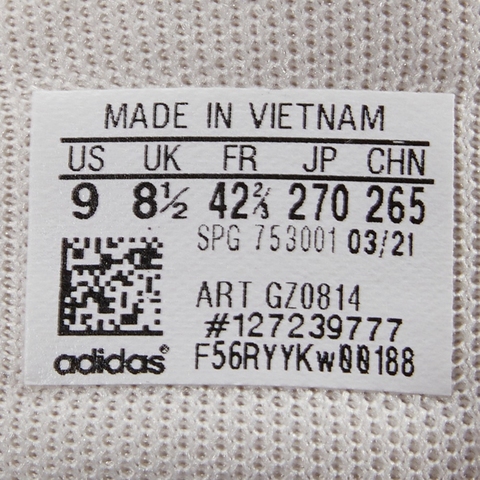 MADE IN VIETNAM
US UK FR JP CHN
9 8½ 42⅔ 270 265
SPG 753001 03/21
ART GZ0814
#127239777
adidas® F56RYYKw00188